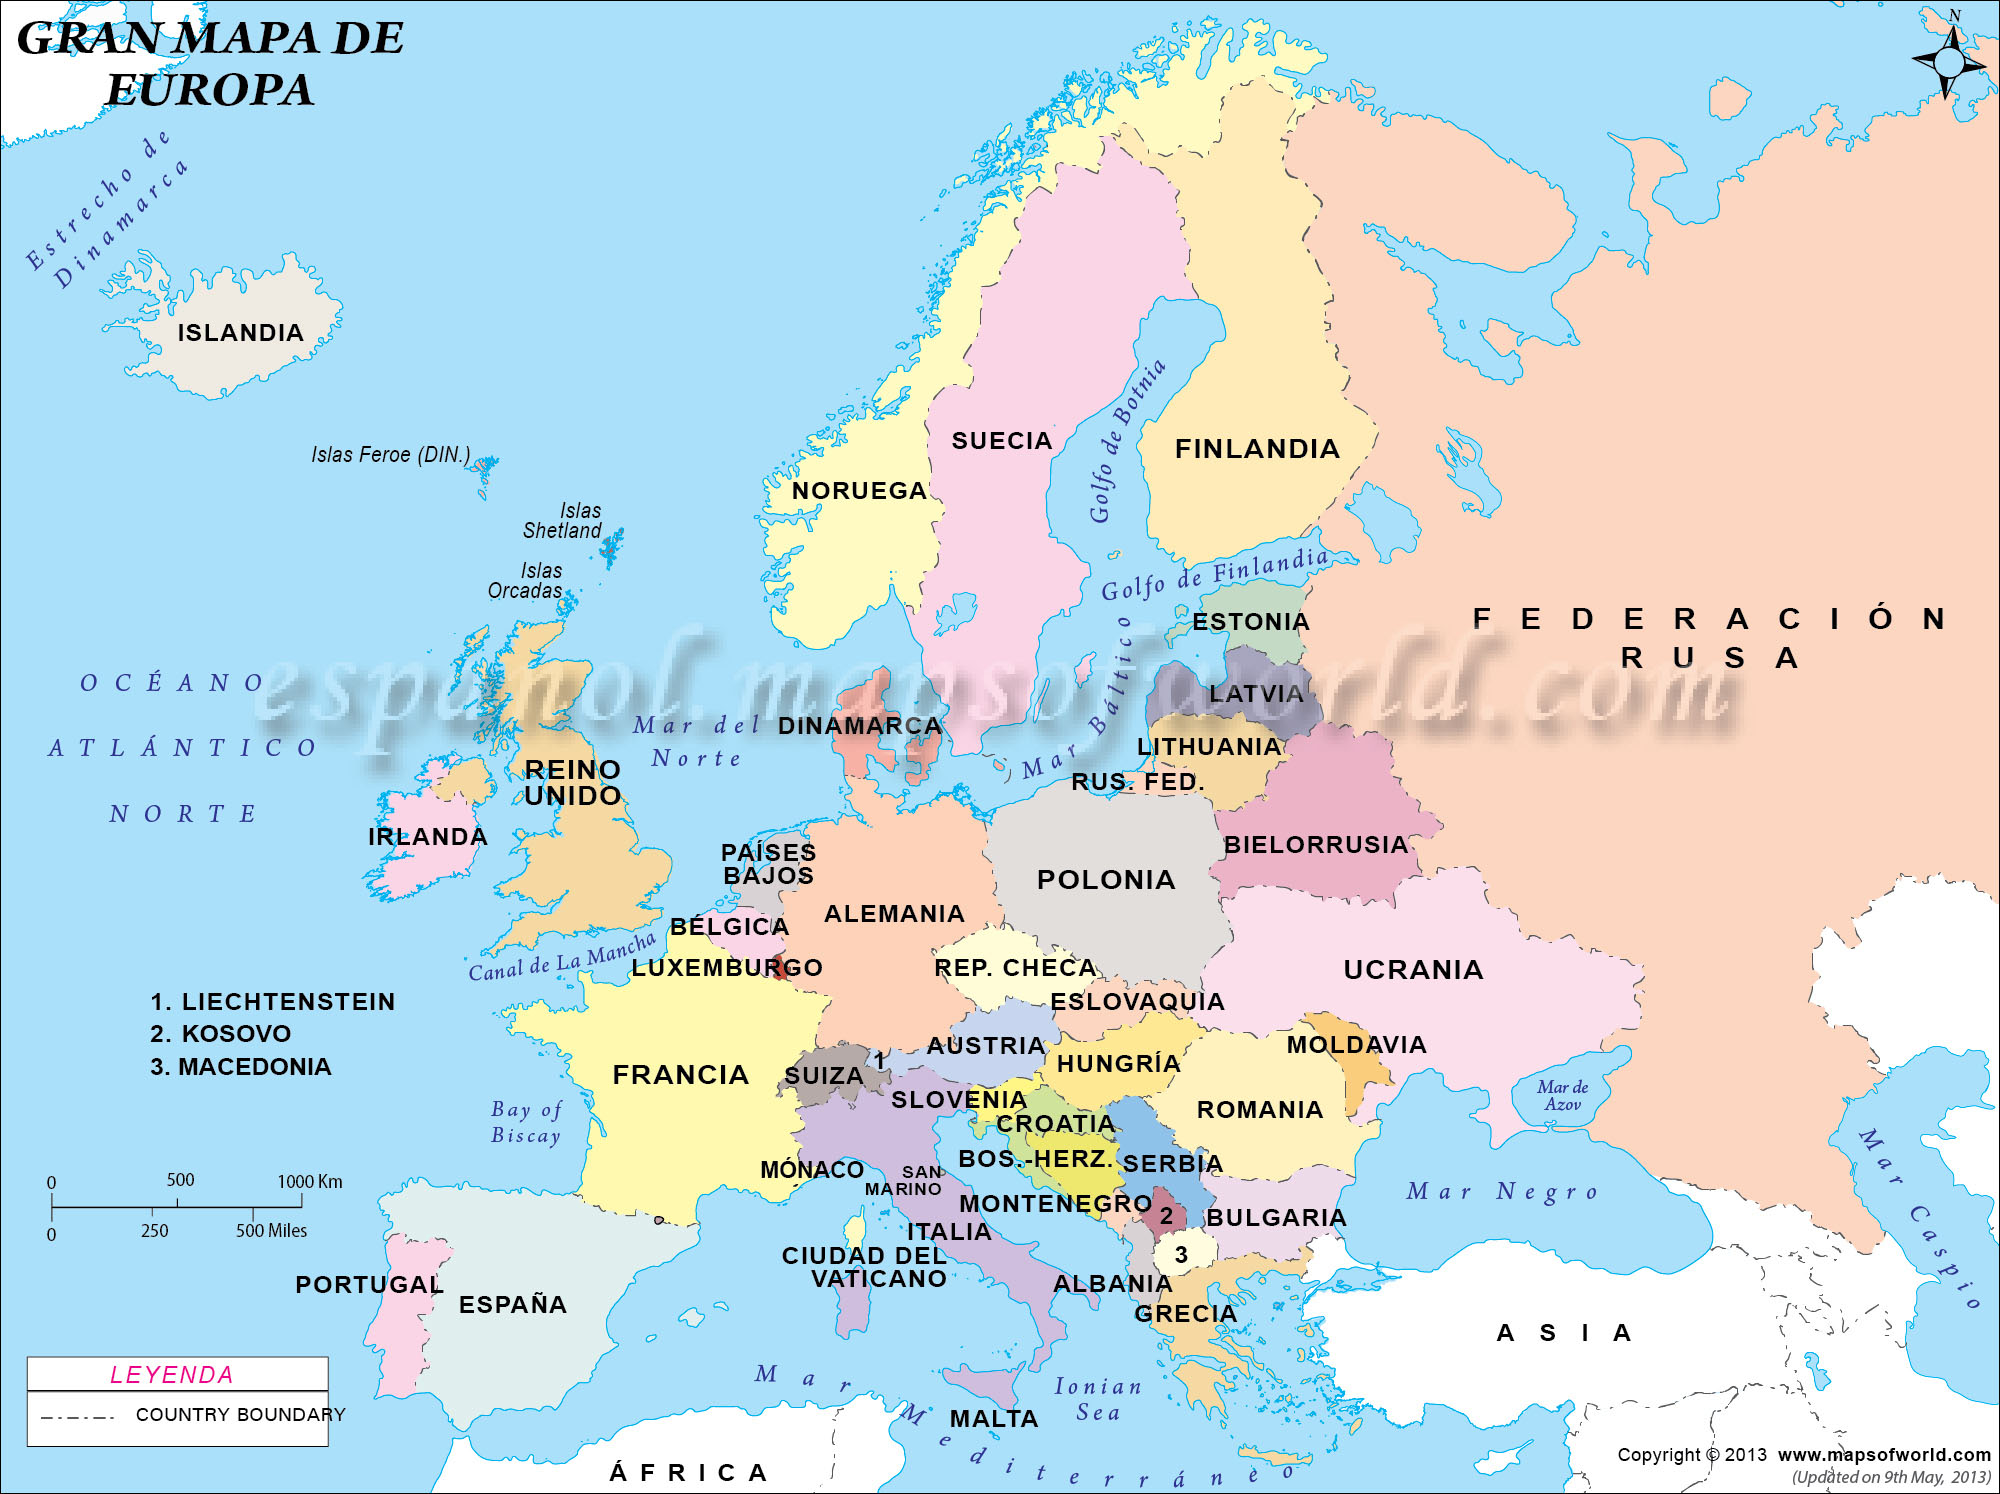 GRAN MAPA DE
EUROPA
N
Estrecho de
Dinamarca
ISLANDIA
Islas Feroe (DIN.)
Islas
Shetland
Islas
Orcadas
NORUEGA
SUECIA
FINLANDIA
Golfo de Botnia
Golfo de Finlandia
ESTONIA
FEDERACIÓN
RUSA
espanol.mapsofworld.com
OCÉANO
ATLÁNTICO
NORTE
Mar del
Norte
DINAMARCA
Mar Báltico
LATVIA
LITHUANIA
RUS. FED.
REINO
UNIDO
IRLANDA
PAÍSES
BAJOS
BIELORRUSIA
POLONIA
ALEMANIA
BÉLGICA
Canal de La Mancha
LUXEMBURGO
REP. CHECA
UCRANIA
ESLOVAQUIA
1. LIECHTENSTEIN
2. KOSOVO
3. MACEDONIA
AUSTRIA
MOLDAVIA
1
HUNGRÍA
FRANCIA
SUIZA
SLOVENIA
ROMANIA
Mar de
Azov
Bay of
Biscay
CROATIA
BOS.-HERZ.
SERBIA
MÓNACO
SAN
MARINO
Mar Caspio
Mar Negro
MONTENEGRO
2
BULGARIA
0 500 1000 Km
0 250 500 Miles
ITALIA
CIUDAD DEL
VATICANO
3
ALBANIA
PORTUGAL
ESPAÑA
GRECIA
ASIA
LEYENDA
COUNTRY BOUNDARY
Mar Mediterráneo
Ionian
Sea
MALTA
ÁFRICA
Copyright © 2013 www.mapsofworld.com
(Updated on 9th May, 2013)